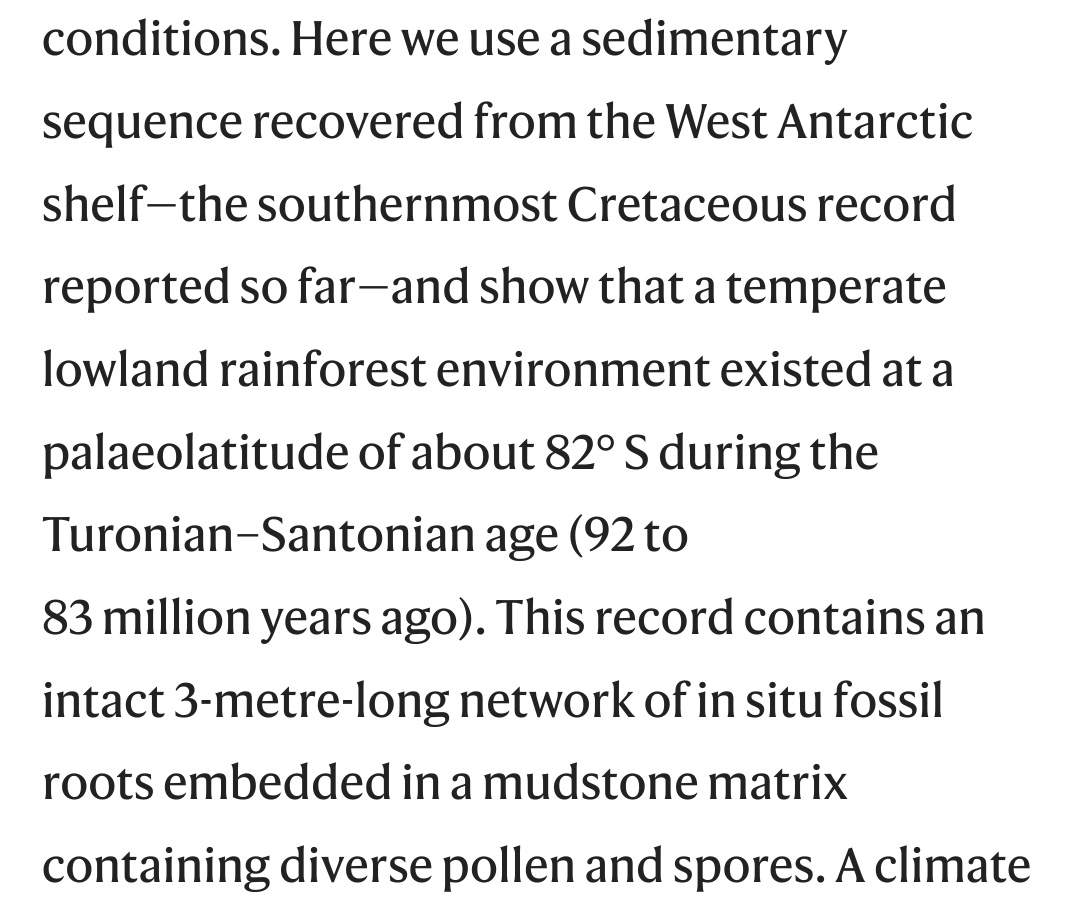 conditions. Here we use a sedimentary
sequence recovered from the West Antarctic
shelf—the southernmost Cretaceous record
reported so far—and show that a temperate
lowland rainforest environment existed at a
palaeolatitude of about 82° S during the
Turonian–Santonian age (92 to
83 million years ago). This record contains an
intact 3-metre-long network of in situ fossil
roots embedded in a mudstone matrix
containing diverse pollen and spores. A climate